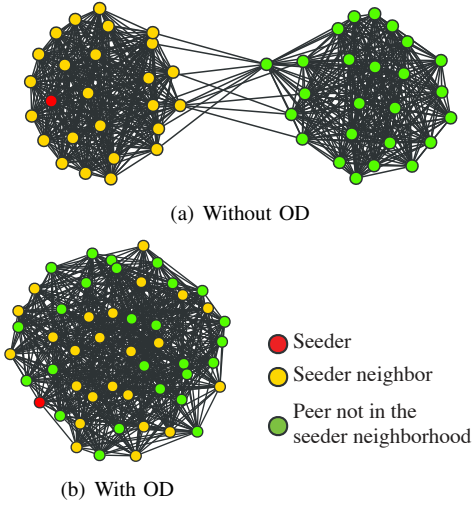 (a) Without OD
Seeder
Seeder neighbor
Peer not in the
seeder neighborhood
(b) With OD